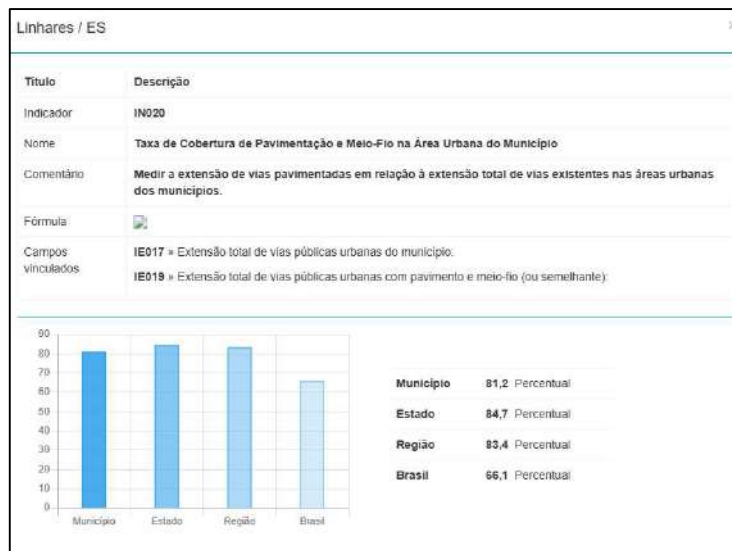 Linhares / ES
Título Descrição
Indicador IN020
Nome Taxa de Cobertura de Pavimentação e Meio-Fio na Área Urbana do Município
Comentário Medir a extensão de vias pavimentadas em relação à extensão total de vias existentes nas áreas urbanas
dos municípios.
Fórmula
Campos vinculados IE017 » Extensão total de vias públicas urbanas do município:
IE019 » Extensão total de vias públicas urbanas com pavimento e meio-fio (ou semelhante):
90
80
70
60
50
40
30
20
10
0
Município Estado Região Brasil
Município 81,2 Percentual
Estado 84,7 Percentual
Região 83,4 Percentual
Brasil 66,1 Percentual